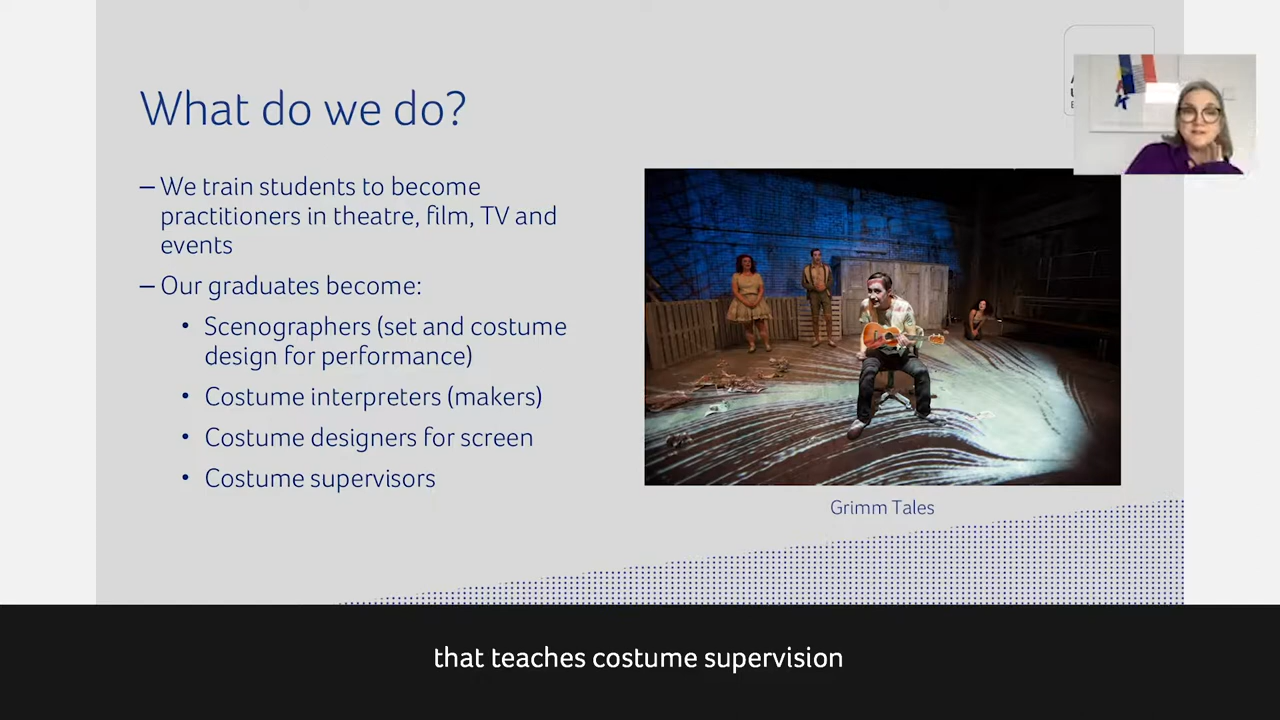 What do we do?
– We train students to become
practitioners in theatre, film, TV and
events
– Our graduates become:
• Scenographers (set and costume
design for performance)
• Costume interpreters (makers)
• Costume designers for screen
• Costume supervisors
Grimm Tales
that teaches costume supervision